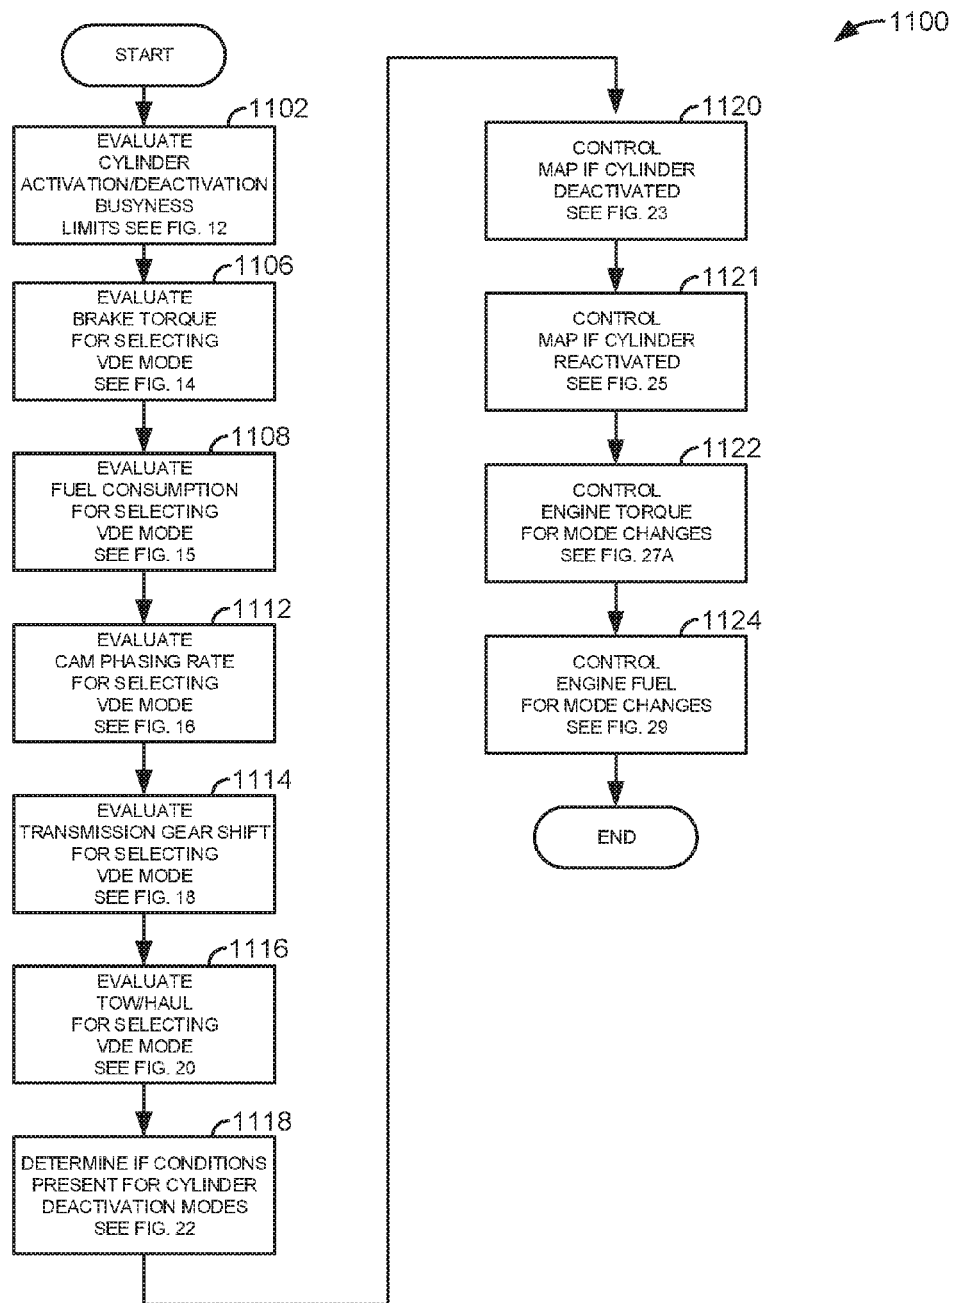 1100
START
1102
EVALUATE
CYLINDER
ACTIVATION/DEACTIVATION
BUSYNESS
LIMITS SEE FIG. 12
1106
EVALUATE
BRAKE TORQUE
FOR SELECTING
VDE MODE
SEE FIG. 14
1108
EVALUATE
FUEL CONSUMPTION
FOR SELECTING
VDE MODE
SEE FIG. 15
1112
EVALUATE
CAM PHASING RATE
FOR SELECTING
VDE MODE
SEE FIG. 16
1114
EVALUATE
TRANSMISSION GEAR SHIFT
FOR SELECTING
VDE MODE
SEE FIG. 18
1116
EVALUATE
TOW/HAUL
FOR SELECTING
VDE MODE
SEE FIG. 20
1118
DETERMINE IF CONDITIONS
PRESENT FOR CYLINDER
DEACTIVATION MODES
SEE FIG. 22
1120
CONTROL
MAP IF CYLINDER
DEACTIVATED
SEE FIG. 23
1121
CONTROL
MAP IF CYLINDER
REACTIVATED
SEE FIG. 25
1122
CONTROL
ENGINE TORQUE
FOR MODE CHANGES
SEE FIG. 27A
1124
CONTROL
ENGINE FUEL
FOR MODE CHANGES
SEE FIG. 29
END